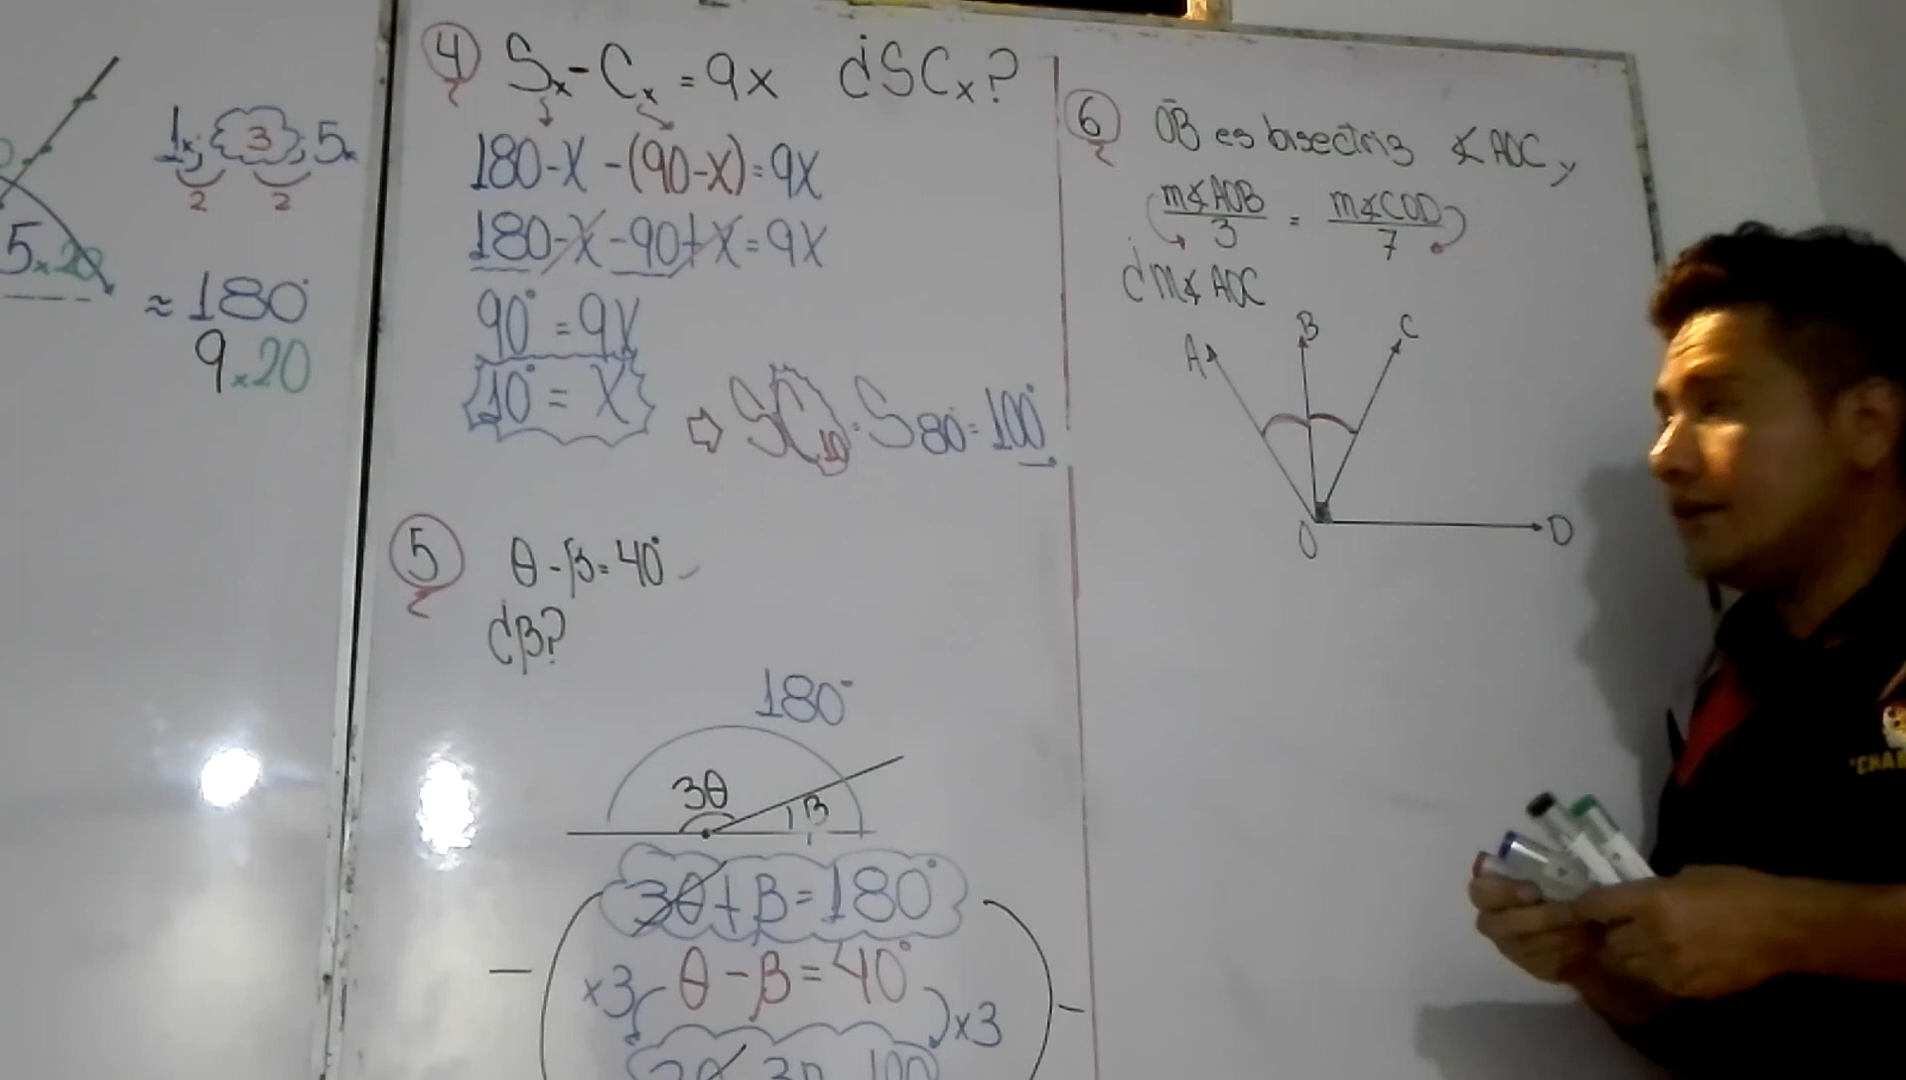 1x; 3; 5x
2 2
5x20
≈ 180°
9x20
4 Sx - Cx = 9x ¿SCx?
180-X -(90-X)=9X
180-X -90+X=9X
90° = 9X
10° = X
⇒ SC10 = S80 = 100°
5 θ - β = 40°
¿β?
180°
3θ β
3θ + β = 180°
x3 θ - β = 40° x3
6 OB es bisectriz ∢ AOC, y
m∢AOB = m∢COD
3 7
¿m∢AOC
A B C
O D
"CHA